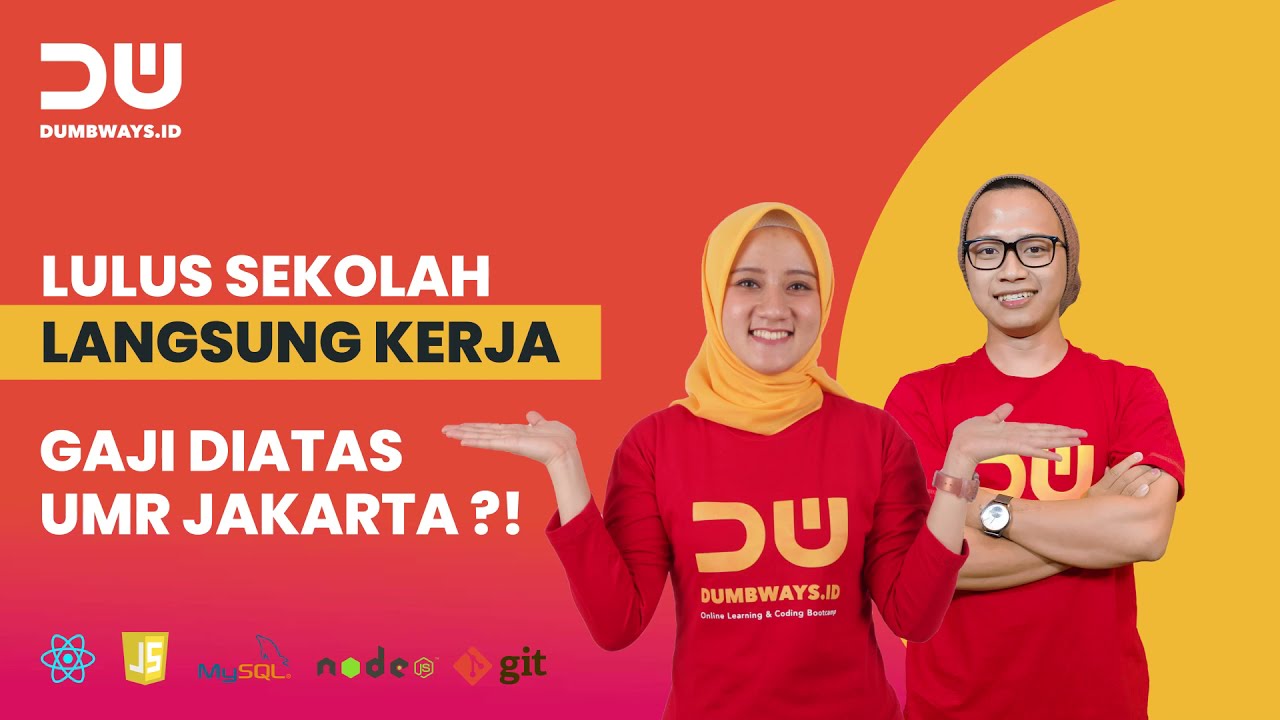 DUMBWAYS.ID
LULUS SEKOLAH
LANGSUNG KERJA
GAJI DIATAS
UMR JAKARTA ?!
DUMBWAYS.ID
Online Learning & Coding Bootcamp
JS
MySQL
node JS
git